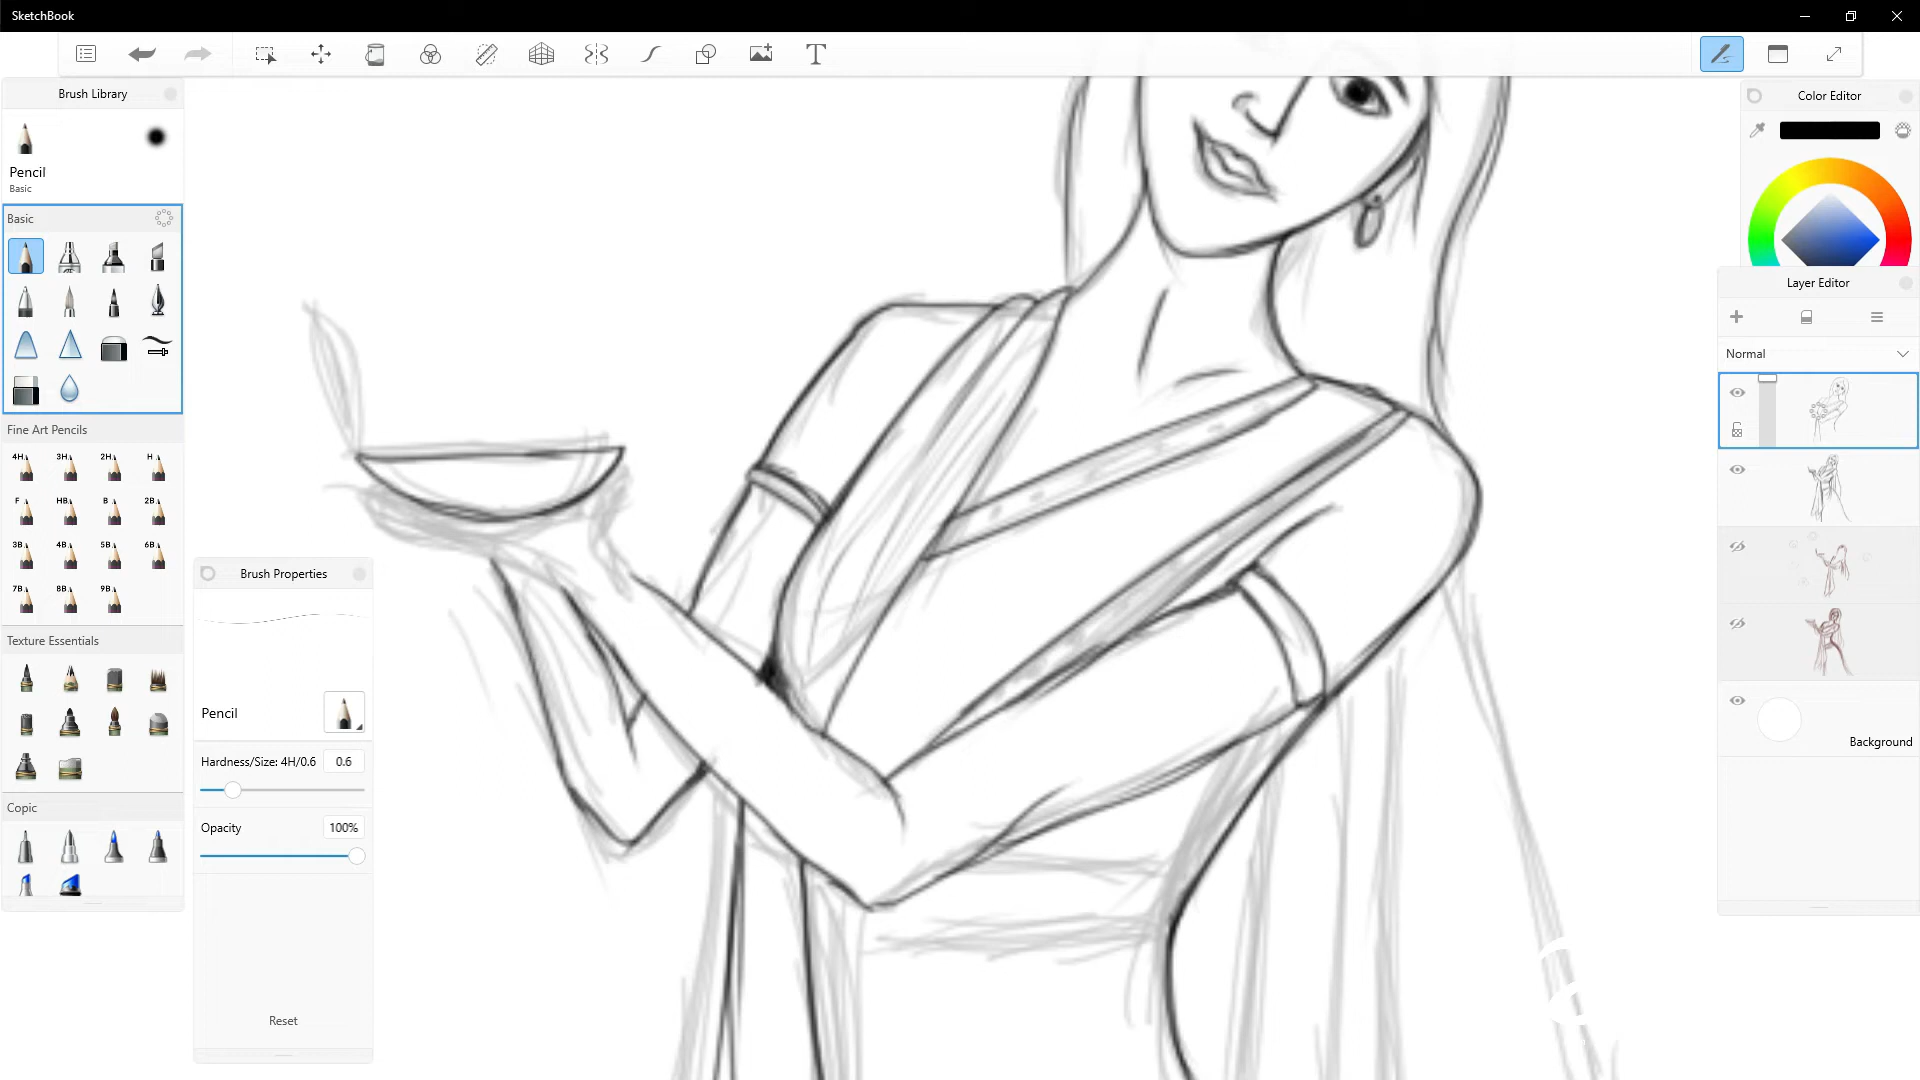 SketchBook
Brush Library
Pencil
Basic
Basic
Fine Art Pencils
4H 3H 2H H
F HB B 2B
3B 4B 5B 6B
7B 8B 9B
Texture Essentials
Copic
Brush Properties
Pencil
Hardness/Size: 4H/0.6 0.6
Opacity 100%
Reset
T
Color Editor
Layer Editor
Normal
Background